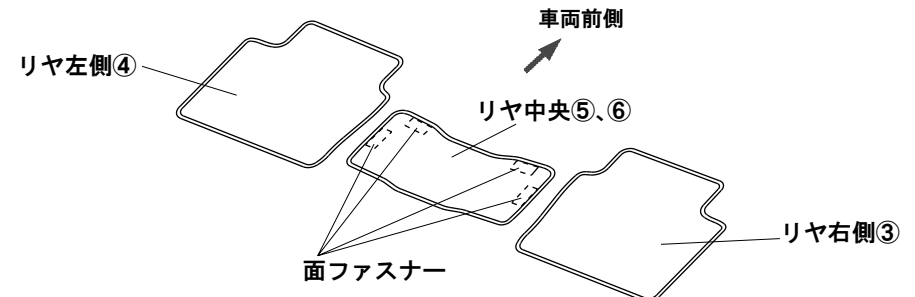 車両前側
リヤ左側④
リヤ中央⑤、⑥
リヤ右側③
面ファスナー